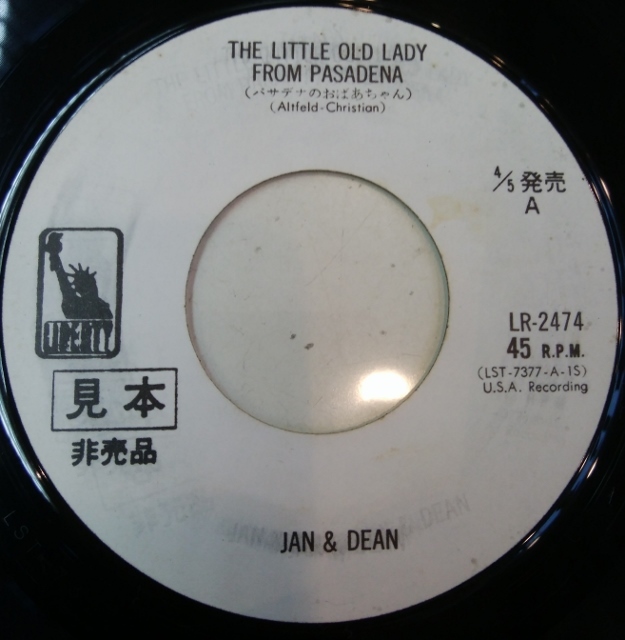 THE LITTLE OLD LADY
FROM PASADENA
(パサデナのおばあちゃん)
(Altfeld-Christian)
4/5 発売
A
LIBERTY
LR-2474
45 R.P.M.
(LST-7377-A-1S)
U.S.A. Recording
見本
非売品
JAN & DEAN